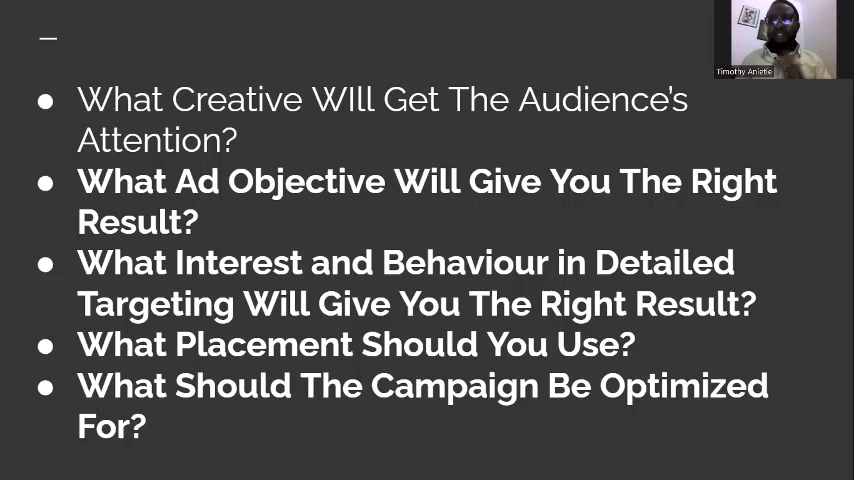 Timothy Anietie
● What Creative WIll Get The Audience's
Attention?
● What Ad Objective Will Give You The Right
Result?
● What Interest and Behaviour in Detailed
Targeting Will Give You The Right Result?
● What Placement Should You Use?
● What Should The Campaign Be Optimized
For?